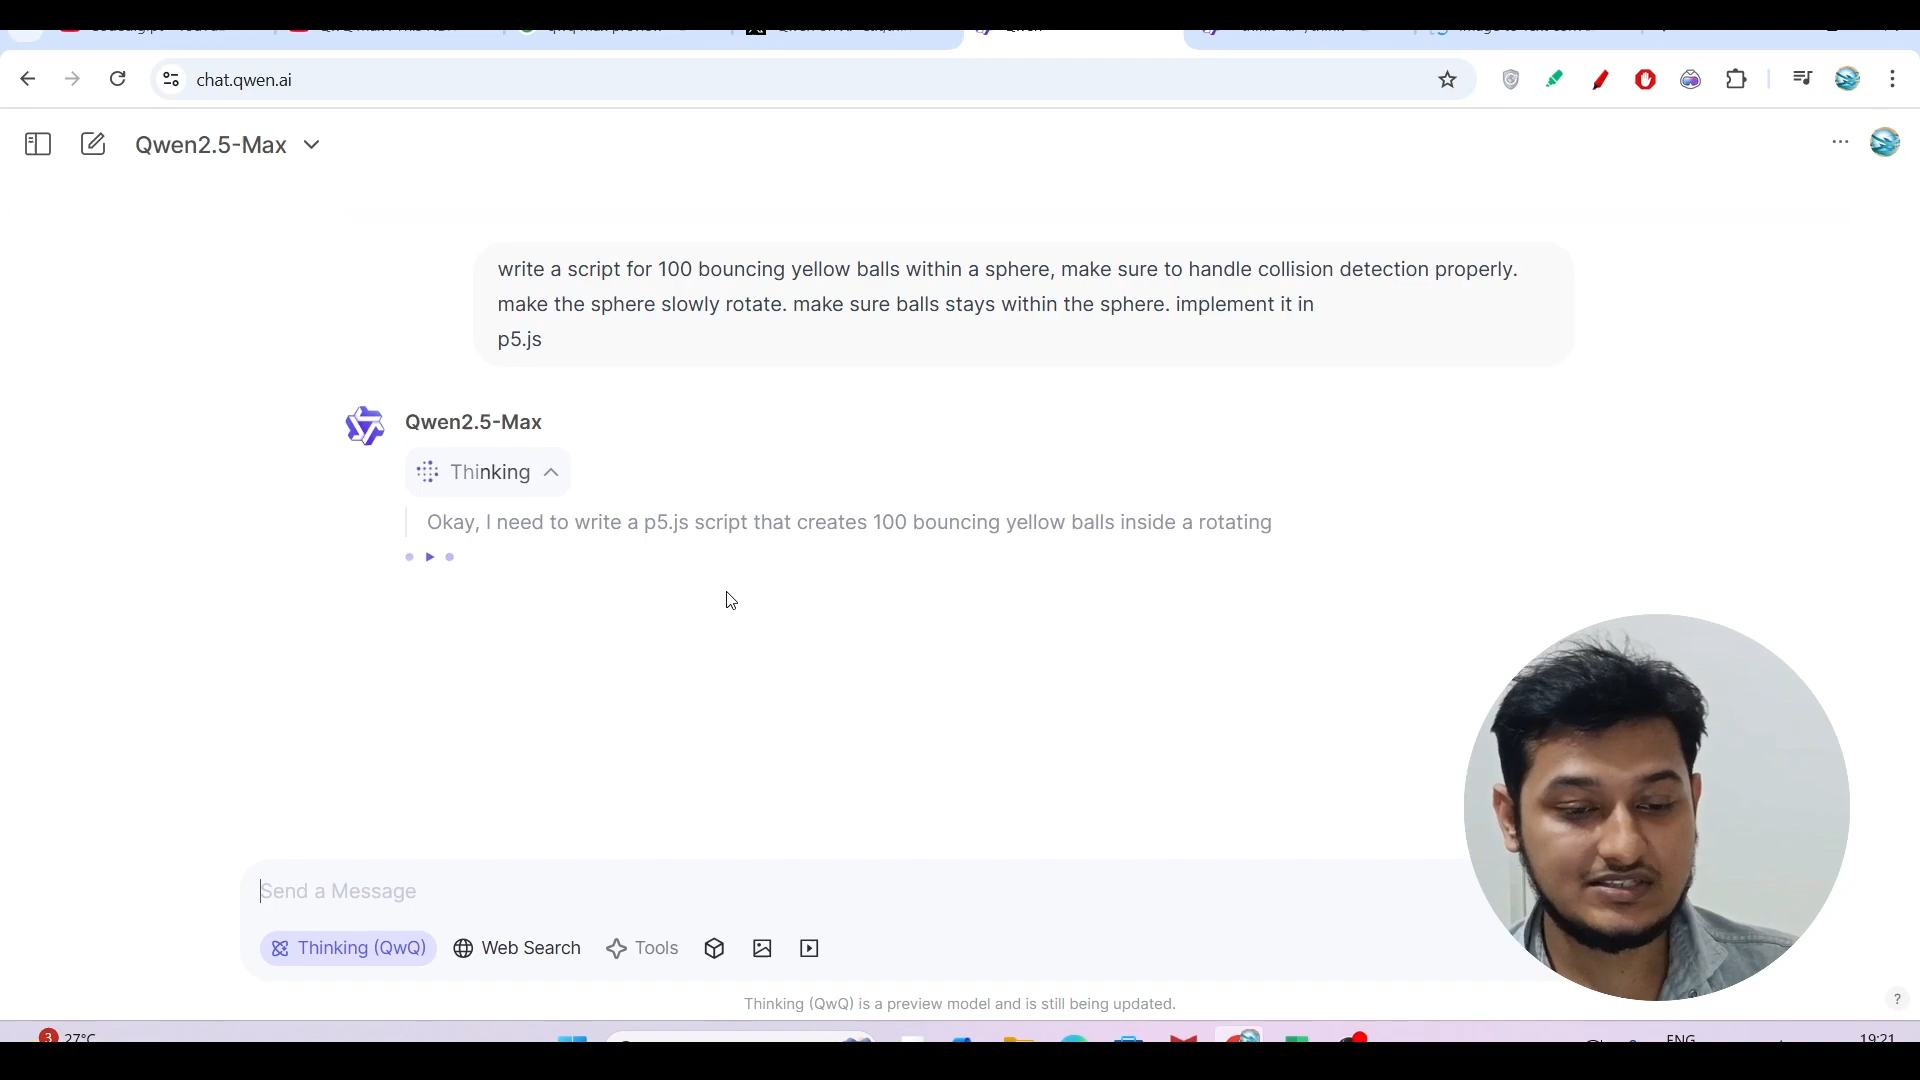 chat.qwen.ai
Qwen2.5-Max
write a script for 100 bouncing yellow balls within a sphere, make sure to handle collision detection properly.
make the sphere slowly rotate. make sure balls stays within the sphere. implement it in
p5.js
Qwen2.5-Max
Thinking
Okay, I need to write a p5.js script that creates 100 bouncing yellow balls inside a rotating
Send a Message
Thinking (QwQ) Web Search Tools
Thinking (QwQ) is a preview model and is still being updated.
?
3 27°C ENG 19:21